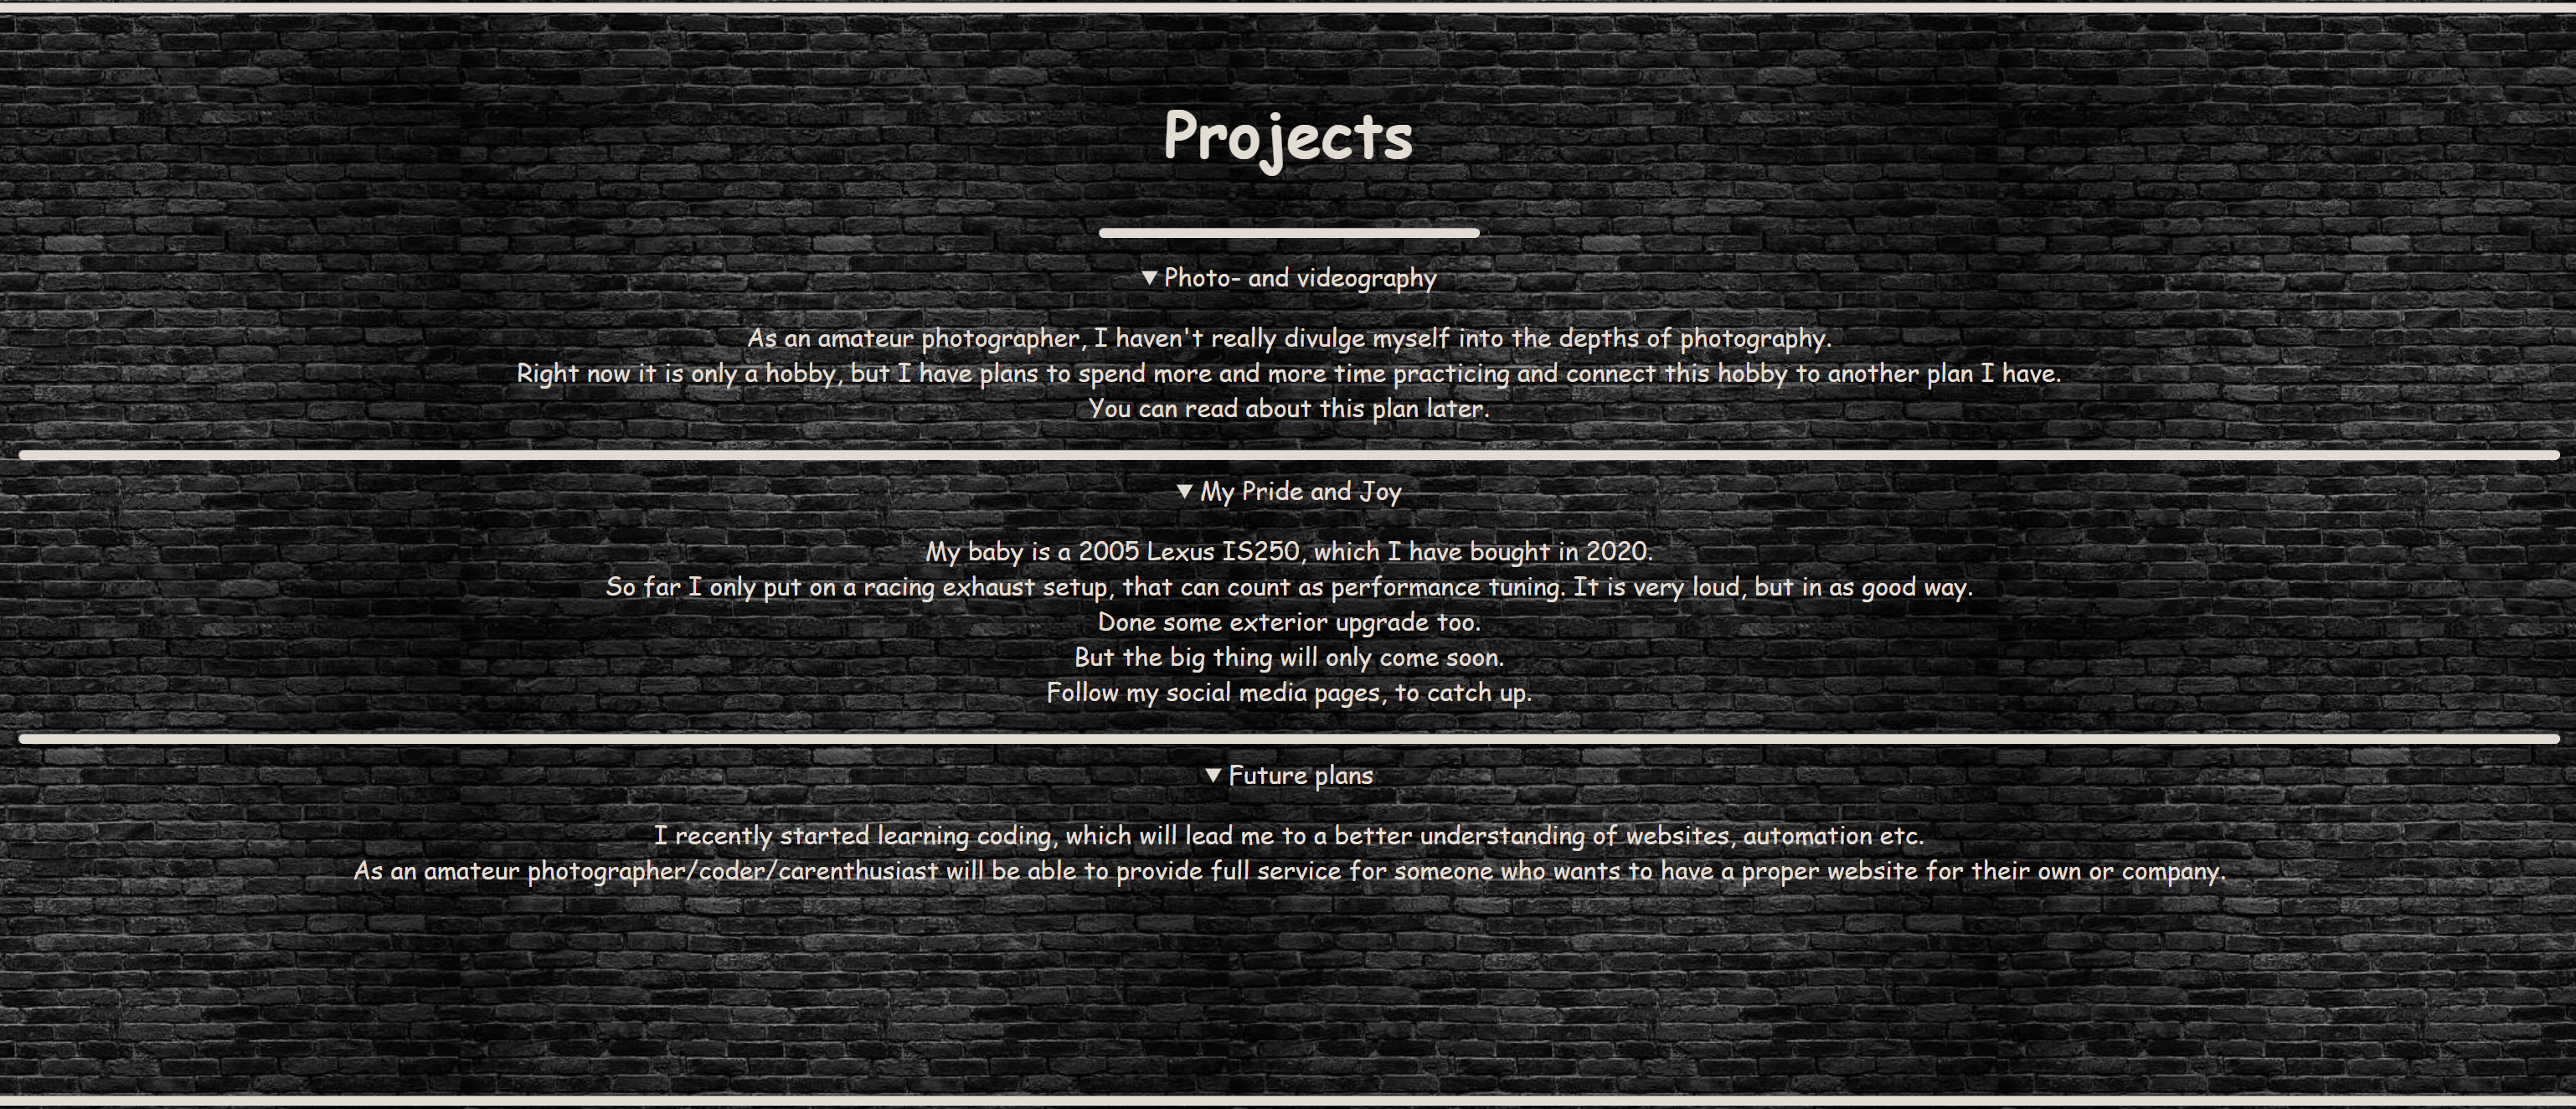 Projects
▼ Photo- and videography
As an amateur photographer, I haven't really divulge myself into the depths of photography.
Right now it is only a hobby, but I have plans to spend more and more time practicing and connect this hobby to another plan I have.
You can read about this plan later.
▼ My Pride and Joy
My baby is a 2005 Lexus IS250, which I have bought in 2020.
So far I only put on a racing exhaust setup, that can count as performance tuning. It is very loud, but in as good way.
Done some exterior upgrade too.
But the big thing will only come soon.
Follow my social media pages, to catch up.
▼ Future plans
I recently started learning coding, which will lead me to a better understanding of websites, automation etc.
As an amateur photographer/coder/carenthusiast will be able to provide full service for someone who wants to have a proper website for their own or company.